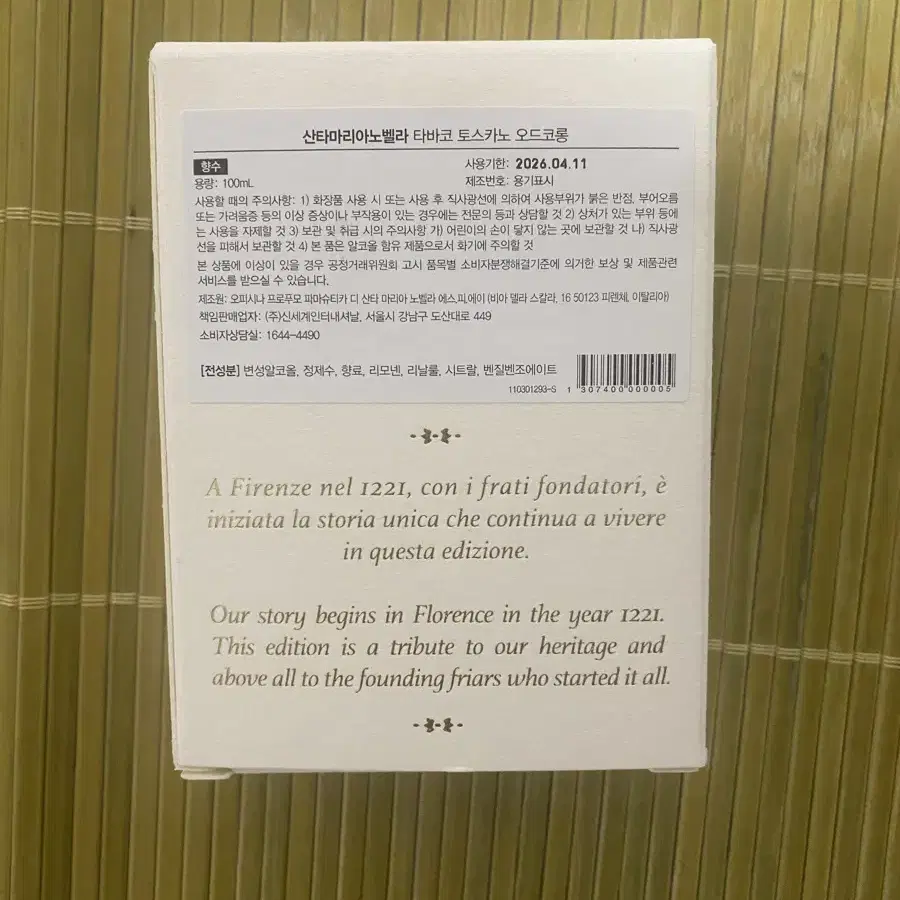 산타마리아노벨라 타바코 토스카노 오드코롱
향수
용량: 100mL
사용기한: 2026.04.11
제조번호: 용기표시
사용할 때의 주의사항: 1) 화장품 사용 시 또는 사용 후 직사광선에 의하여 사용부위가 붉은 반점, 부어오름
또는 가려움증 등의 이상 증상이나 부작용이 있는 경우에는 전문의 등과 상담할 것 2) 상처가 있는 부위 등에
는 사용을 자제할 것 3) 보관 및 취급 시의 주의사항 가) 어린이의 손이 닿지 않는 곳에 보관할 것 나) 직사광
선을 피해서 보관할 것 4) 본 품은 알코올 함유 제품으로서 화기에 주의할 것
본 상품에 이상이 있을 경우 공정거래위원회 고시 품목별 소비자분쟁해결기준에 의거한 보상 및 제품관련
서비스를 받으실 수 있습니다.
제조원: 오피시나 프로푸모 파마슈티카 디 산타 마리아 노벨라 에스.피.에이 (비아 델라 스칼라, 16 50123 피렌체, 이탈리아)
책임판매업자: (주)신세계인터내셔날, 서울시 강남구 도산대로 449
소비자상담실: 1644-4490
[전성분] 변성알코올, 정제수, 향료, 리모넨, 리날룰, 시트랄, 벤질벤조에이트
110301293-S
1 307400 000005
A Firenze nel 1221, con i frati fondatori, è
iniziata la storia unica che continua a vivere
in questa edizione.
Our story begins in Florence in the year 1221.
This edition is a tribute to our heritage and
above all to the founding friars who started it all.